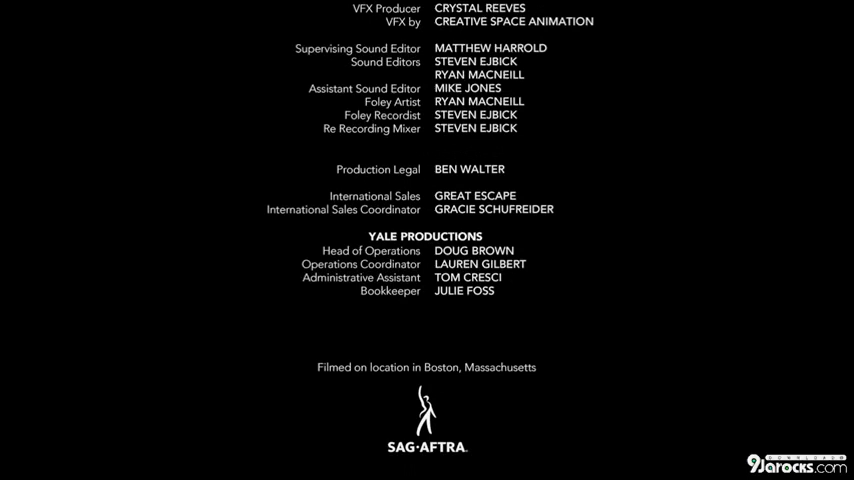 VFX Producer CRYSTAL REEVES
VFX by CREATIVE SPACE ANIMATION
Supervising Sound Editor MATTHEW HARROLD
Sound Editors STEVEN EJBICK
RYAN MACNEILL
Assistant Sound Editor MIKE JONES
Foley Artist RYAN MACNEILL
Foley Recordist STEVEN EJBICK
Re Recording Mixer STEVEN EJBICK
Production Legal BEN WALTER
International Sales GREAT ESCAPE
International Sales Coordinator GRACIE SCHUFREIDER
YALE PRODUCTIONS
Head of Operations DOUG BROWN
Operations Coordinator LAUREN GILBERT
Administrative Assistant TOM CRESCI
Bookkeeper JULIE FOSS
Filmed on location in Boston, Massachusetts
SAG·AFTRA
DOWNLOADED
9Jarocks.com